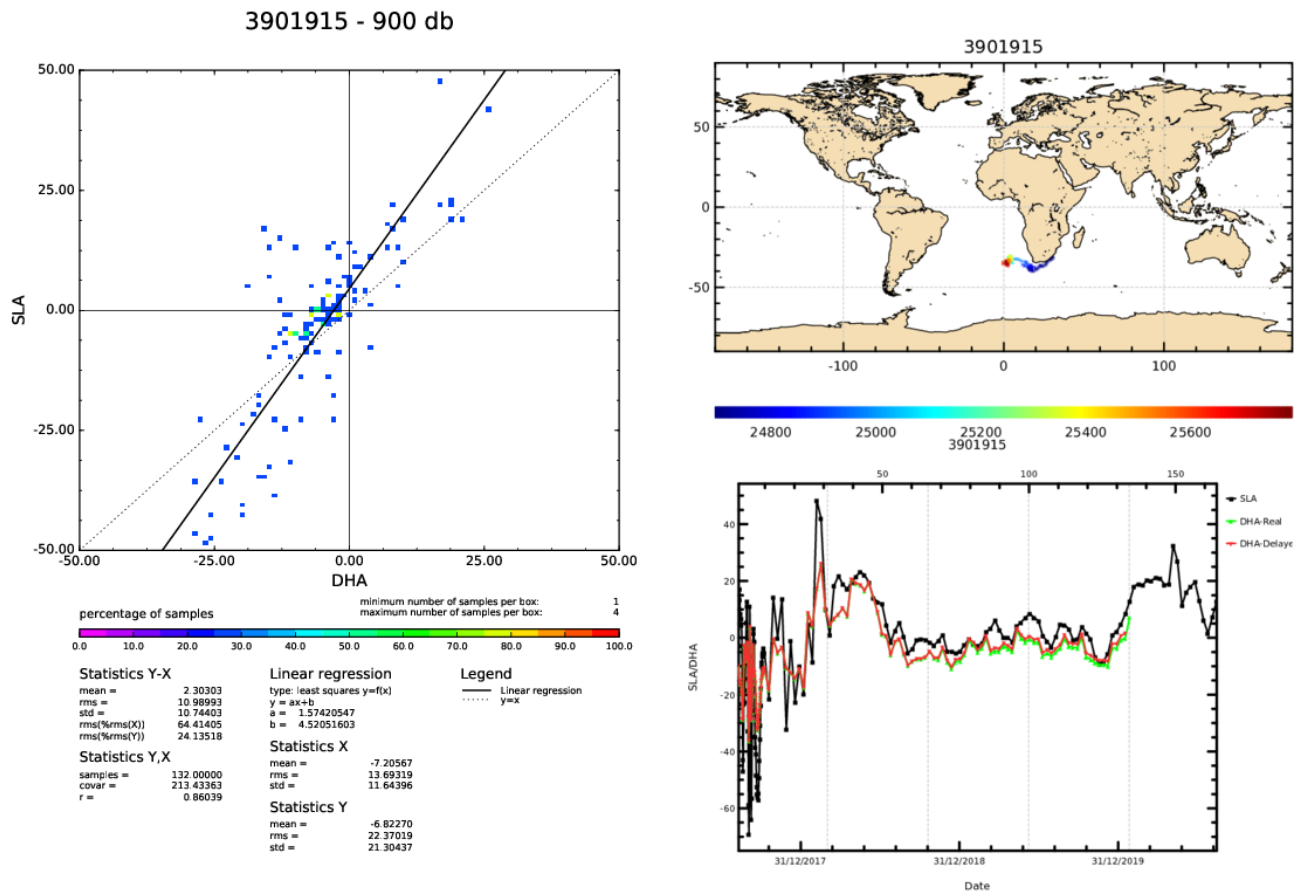 3901915 - 900 db
50.00
25.00
0.00
-25.00
-50.00
SLA
-50.00 -25.00 0.00 25.00 50.00
DHA
percentage of samples
minimum number of samples per box: 1
maximum number of samples per box: 4
0.0 10.0 20.0 30.0 40.0 50.0 60.0 70.0 80.0 90.0 100.0
Statistics Y-X
mean = 2.30303
rms = 10.98993
std = 10.74403
rms(%rms(X)) 64.41405
rms(%rms(Y)) 24.13518
Statistics Y,X
samples = 132.00000
covar = 213.43363
r = 0.86039
Linear regression
type: least squares y=f(x)
y = ax+b
a = 1.57420547
b = 4.52051603
Statistics X
mean = -7.20567
rms = 13.69319
std = 11.64396
Statistics Y
mean = -6.82270
rms = 22.37019
std = 21.30437
Legend
Linear regression
y=x
3901915
50
0
-50
-100 0 100
24800 25000 25200 25400 25600
3901915
50 100 150
40
20
0
-20
-40
-60
SLA/DHA
31/12/2017 31/12/2018 31/12/2019
Date
SLA
DHA-Real
DHA-Delaye